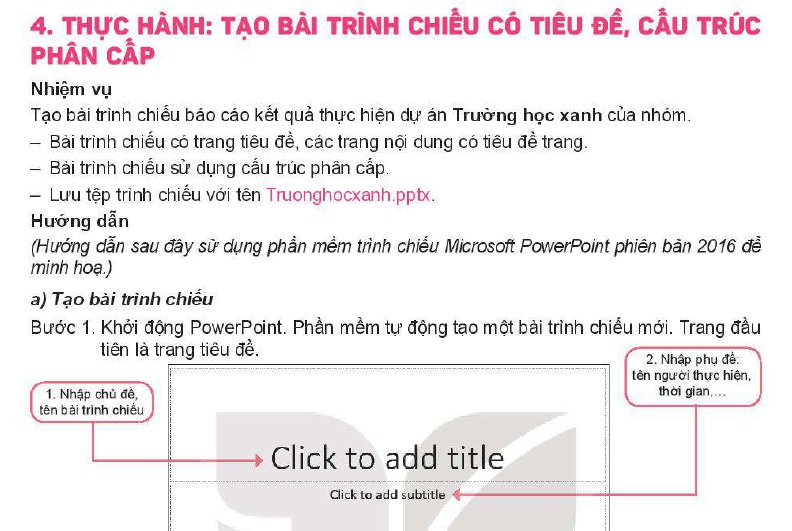 4. THỰC HÀNH: TẠO BÀI TRÌNH CHIẾU CÓ TIÊU ĐỀ, CẤU TRÚC
PHÂN CẤP
Nhiệm vụ
Tạo bài trình chiếu báo cáo kết quả thực hiện dự án Trường học xanh của nhóm.
– Bài trình chiếu có trang tiêu đề, các trang nội dung có tiêu đề trang.
– Bài trình chiếu sử dụng cấu trúc phân cấp.
– Lưu tệp trình chiếu với tên Truonghocxanh.pptx.
Hướng dẫn
(Hướng dẫn sau đây sử dụng phần mềm trình chiếu Microsoft PowerPoint phiên bản 2016 để
minh hoạ.)
a) Tạo bài trình chiếu
Bước 1. Khởi động PowerPoint. Phần mềm tự động tạo một bài trình chiếu mới. Trang đầu
tiên là trang tiêu đề.
1. Nhập chủ đề,
tên bài trình chiếu
2. Nhập phụ đề:
tên người thực hiện,
thời gian,...
Click to add title
Click to add subtitle